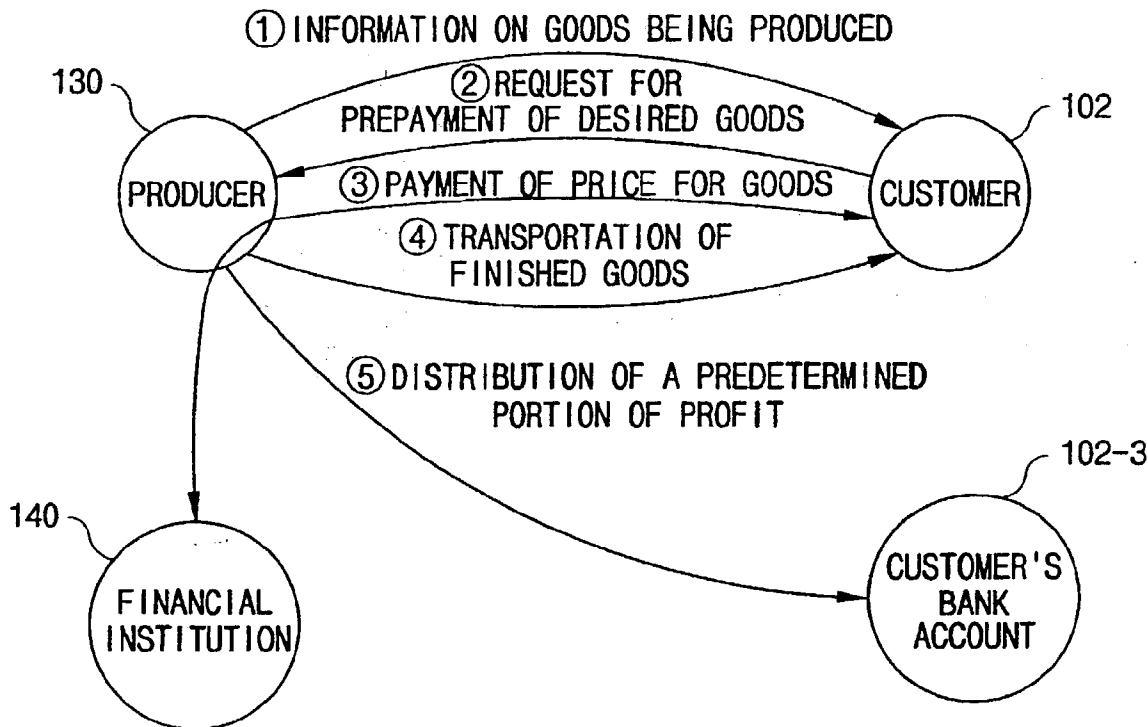 ① INFORMATION ON GOODS BEING PRODUCED
130
② REQUEST FOR
PREPAYMENT OF DESIRED GOODS
102
PRODUCER
③ PAYMENT OF PRICE FOR GOODS
CUSTOMER
④ TRANSPORTATION OF
FINISHED GOODS
⑤ DISTRIBUTION OF A PREDETERMINED
PORTION OF PROFIT
102-3
140
FINANCIAL
INSTITUTION
CUSTOMER'S
BANK
ACCOUNT